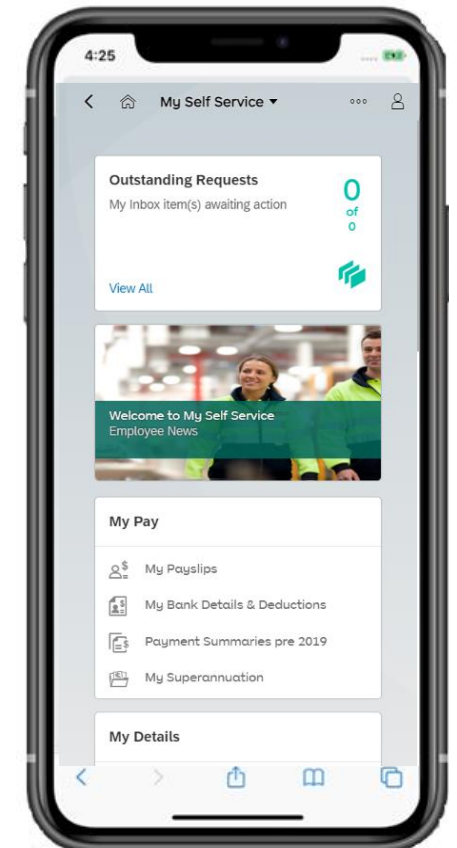 4:25
My Self Service
Outstanding Requests
My Inbox item(s) awaiting action
0
of
0
View All
Welcome to My Self Service
Employee News
My Pay
My Payslips
My Bank Details & Deductions
Payment Summaries pre 2019
My Superannuation
My Details